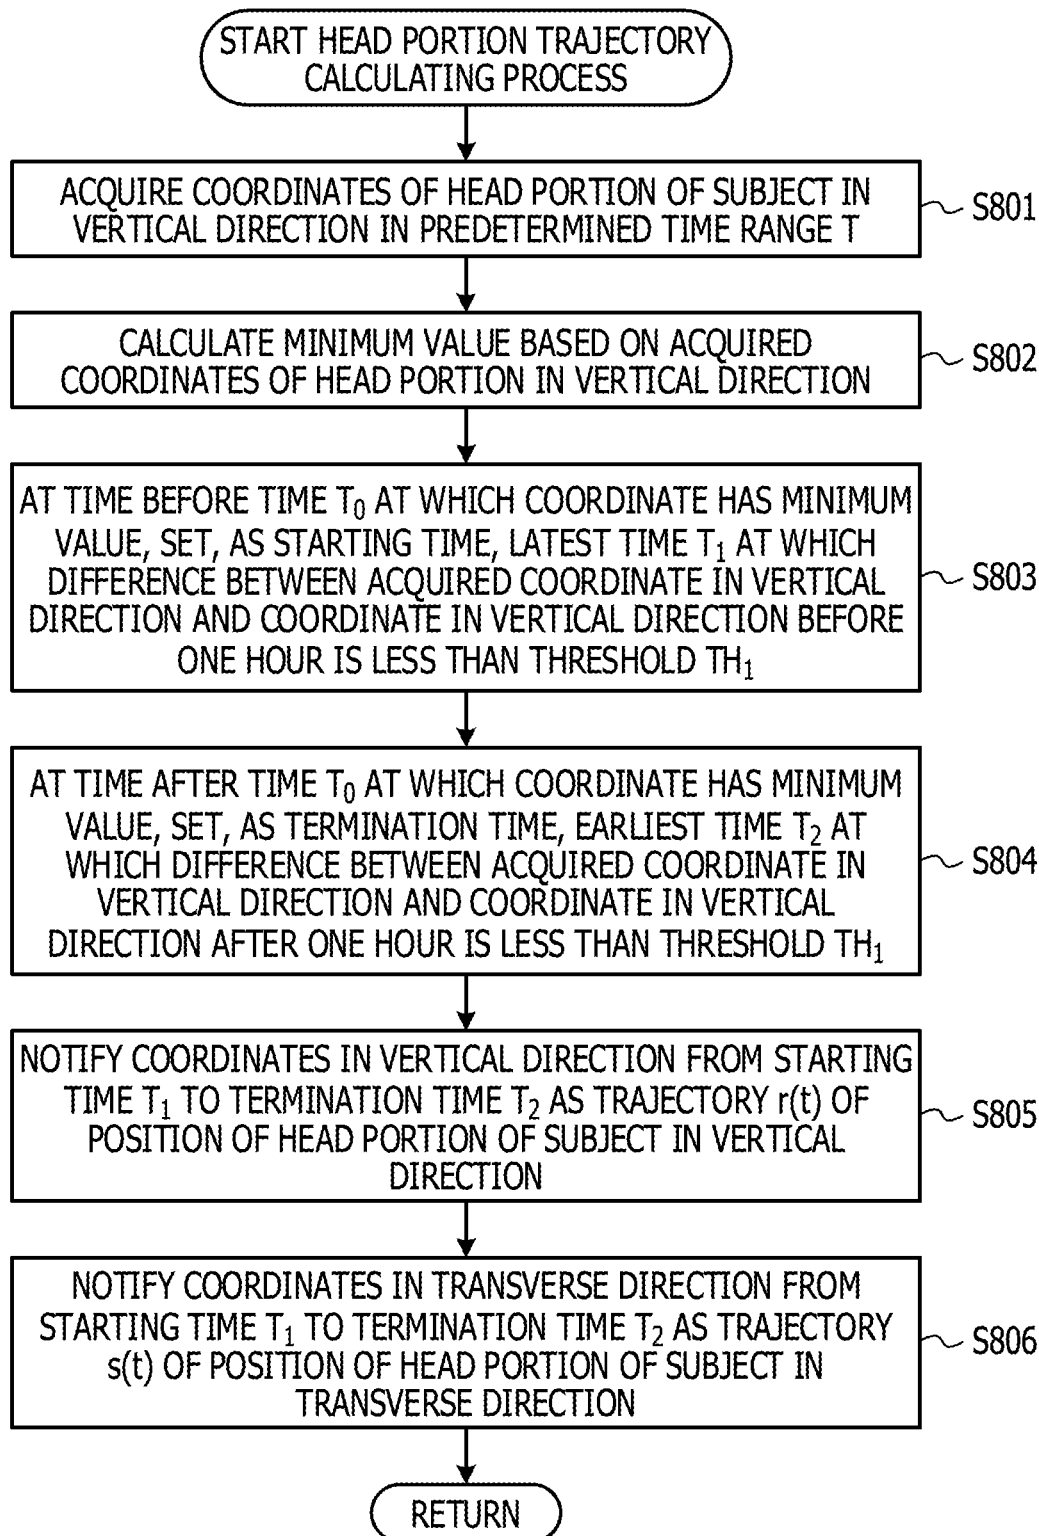 START HEAD PORTION TRAJECTORY
CALCULATING PROCESS
ACQUIRE COORDINATES OF HEAD PORTION OF SUBJECT IN
VERTICAL DIRECTION IN PREDETERMINED TIME RANGE T
S801
CALCULATE MINIMUM VALUE BASED ON ACQUIRED
COORDINATES OF HEAD PORTION IN VERTICAL DIRECTION
S802
AT TIME BEFORE TIME T0 AT WHICH COORDINATE HAS MINIMUM
VALUE, SET, AS STARTING TIME, LATEST TIME T1 AT WHICH
DIFFERENCE BETWEEN ACQUIRED COORDINATE IN VERTICAL
DIRECTION AND COORDINATE IN VERTICAL DIRECTION BEFORE
ONE HOUR IS LESS THAN THRESHOLD TH1
S803
AT TIME AFTER TIME T0 AT WHICH COORDINATE HAS MINIMUM
VALUE, SET, AS TERMINATION TIME, EARLIEST TIME T2 AT
WHICH DIFFERENCE BETWEEN ACQUIRED COORDINATE IN
VERTICAL DIRECTION AND COORDINATE IN VERTICAL
DIRECTION AFTER ONE HOUR IS LESS THAN THRESHOLD TH1
S804
NOTIFY COORDINATES IN VERTICAL DIRECTION FROM STARTING
TIME T1 TO TERMINATION TIME T2 AS TRAJECTORY r(t) OF
POSITION OF HEAD PORTION OF SUBJECT IN VERTICAL
DIRECTION
S805
NOTIFY COORDINATES IN TRANSVERSE DIRECTION FROM
STARTING TIME T1 TO TERMINATION TIME T2 AS TRAJECTORY
s(t) OF POSITION OF HEAD PORTION OF SUBJECT IN
TRANSVERSE DIRECTION
S806
RETURN